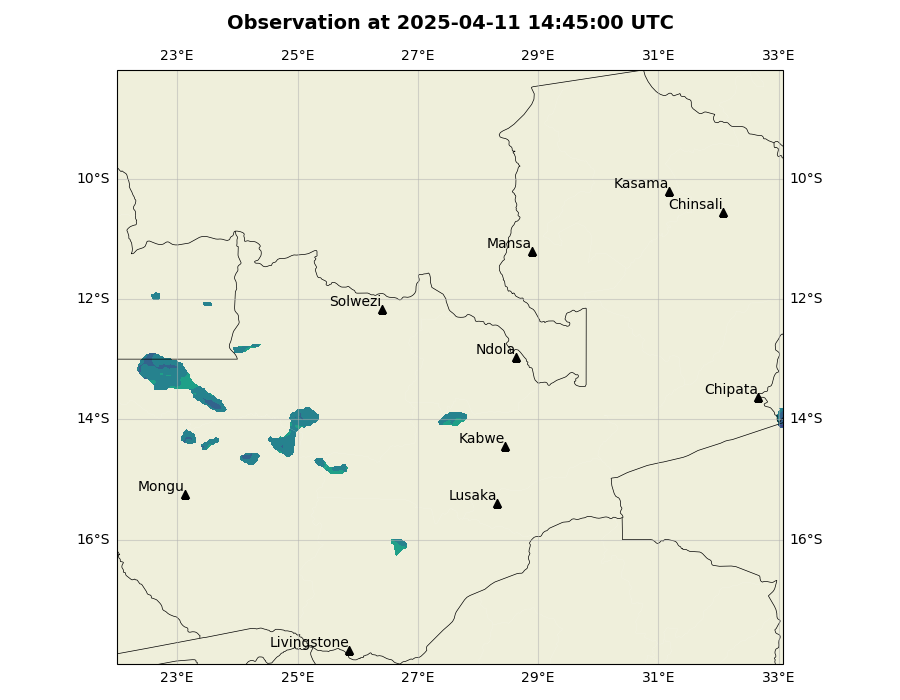 Observation at 2025-04-11 14:45:00 UTC
23°E 25°E 27°E 29°E 31°E 33°E
10°S 10°S
Kasama
Chinsali
Mansa
12°S 12°S
Solwezi
Ndola
Chipata
14°S 14°S
Kabwe
Mongu
Lusaka
16°S 16°S
Livingstone
23°E 25°E 27°E 29°E 31°E 33°E